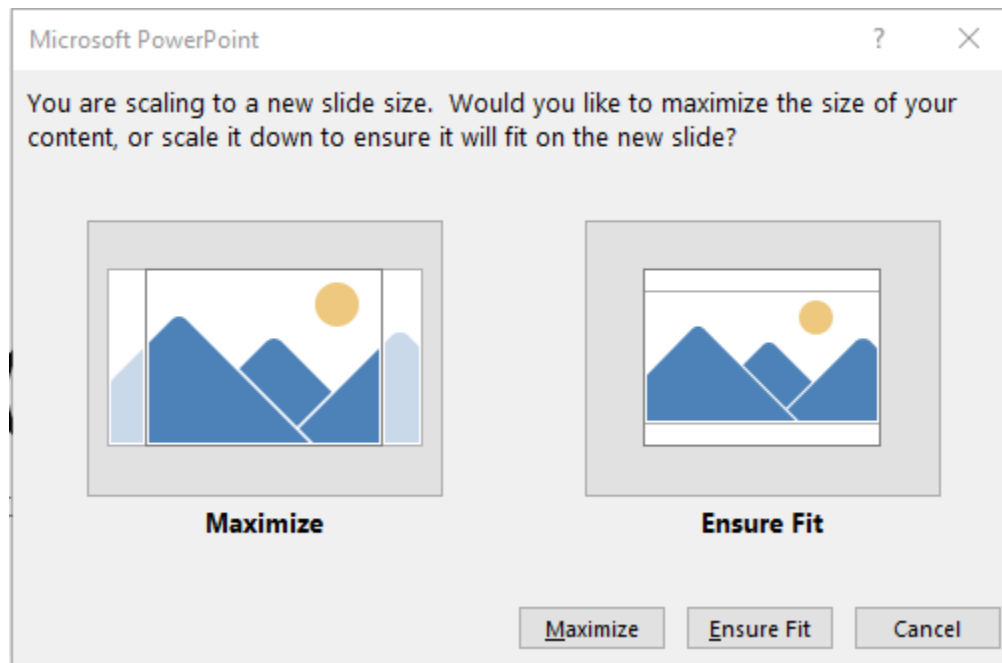 Microsoft PowerPoint ?
You are scaling to a new slide size. Would you like to maximize the size of your
content, or scale it down to ensure it will fit on the new slide?
Maximize Ensure Fit
Maximize Ensure Fit Cancel